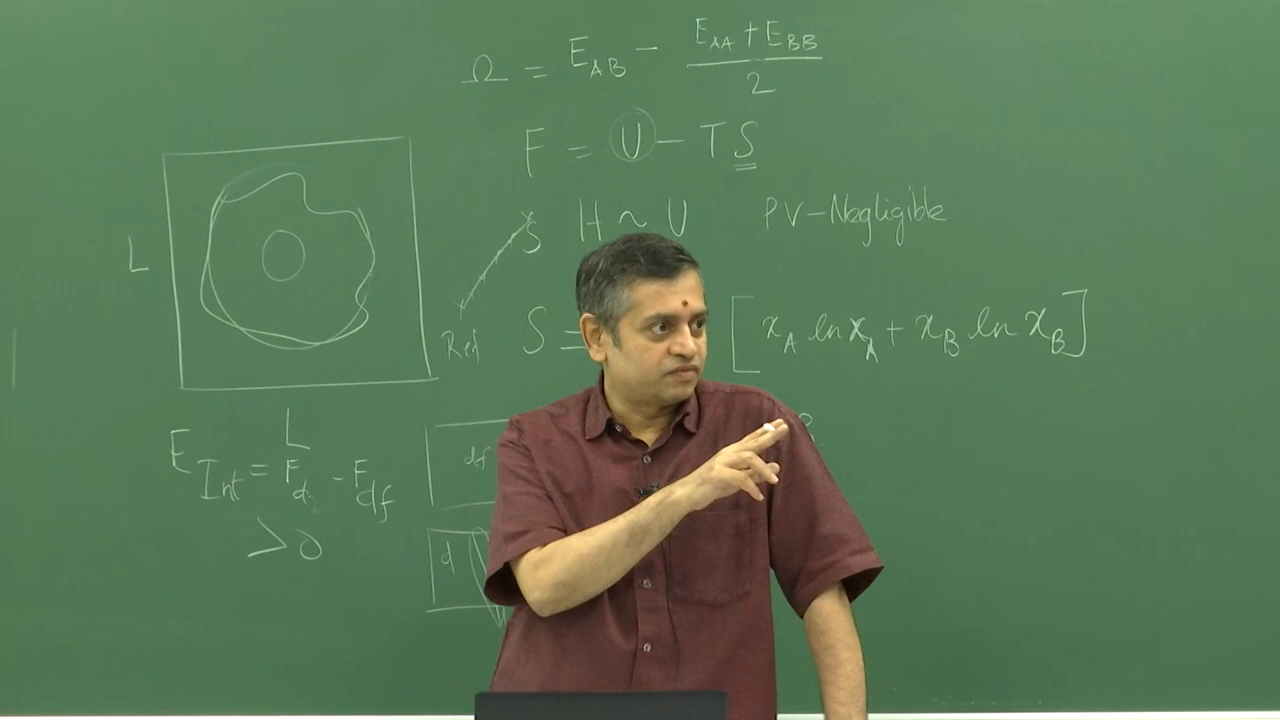 Ω = E_AB − (E_AA + E_BB)/2
F = U − TS
S H ~ U PV-Negligible
L
Ref S = [x_A ln x_A + x_B ln x_B]
L
E_Int = F_d − F_df
> 0
df
d